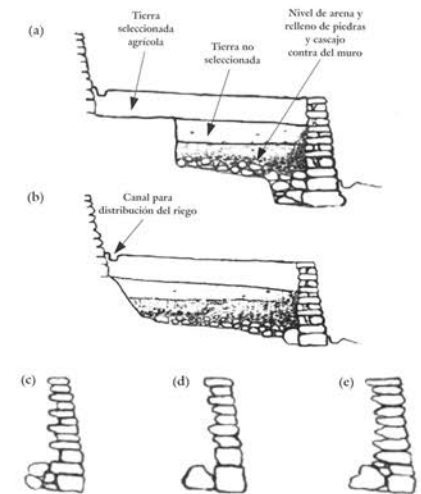 (a)
Tierra
seleccionada
agrícola
Tierra no
seleccionada
Nivel de arena y
relleno de piedras
y cascajo
contra del muro
(b)
Canal para
distribución del riego
(c)
(d)
(e)